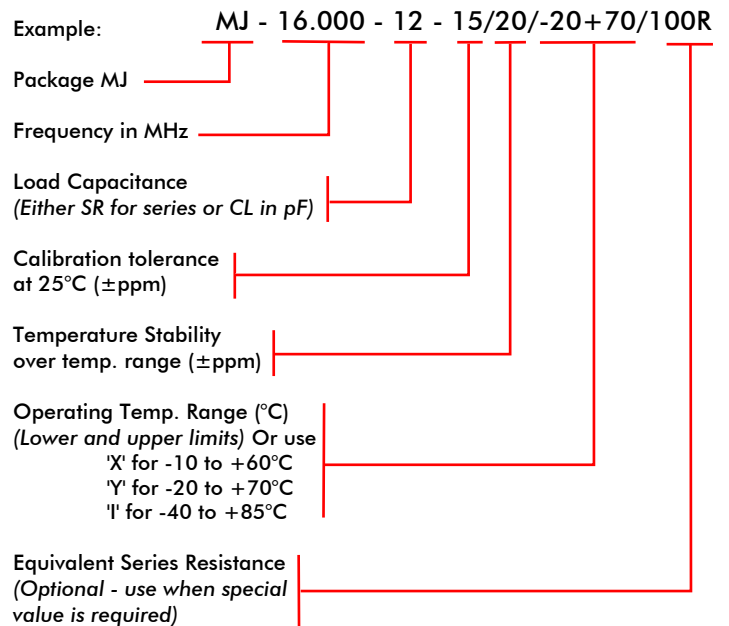 Example: MJ - 16.000 - 12 - 15/20/-20+70/100R
Package MJ
Frequency in MHz
Load Capacitance
(Either SR for series or CL in pF)
Calibration tolerance
at 25°C (±ppm)
Temperature Stability
over temp. range (±ppm)
Operating Temp. Range (°C)
(Lower and upper limits) Or use
'X' for -10 to +60°C
'Y' for -20 to +70°C
'I' for -40 to +85°C
Equivalent Series Resistance
(Optional - use when special
value is required)